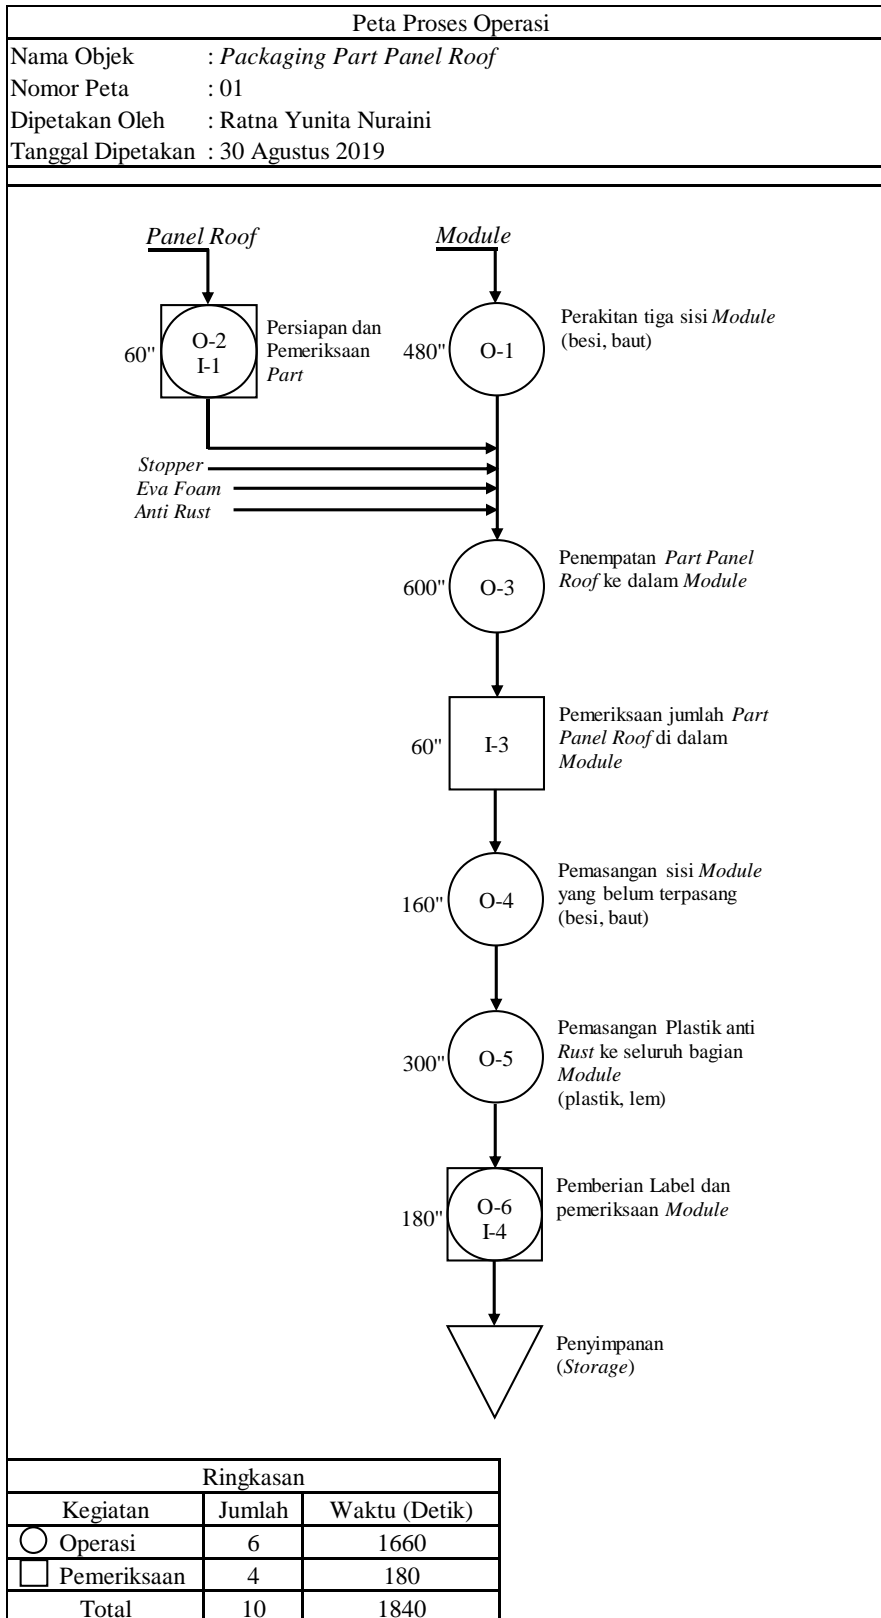 Peta Proses Operasi
Nama Objek : Packaging Part Panel Roof
Nomor Peta : 01
Dipetakan Oleh : Ratna Yunita Nuraini
Tanggal Dipetakan : 30 Agustus 2019
Panel Roof
Module
60"
O-2
I-1
Persiapan dan
Pemeriksaan
Part
480"
O-1
Perakitan tiga sisi Module
(besi, baut)
Stopper
Eva Foam
Anti Rust
600"
O-3
Penempatan Part Panel
Roof ke dalam Module
60"
I-3
Pemeriksaan jumlah Part
Panel Roof di dalam
Module
160"
O-4
Pemasangan sisi Module
yang belum terpasang
(besi, baut)
300"
O-5
Pemasangan Plastik anti
Rust ke seluruh bagian
Module
(plastik, lem)
180"
O-6
I-4
Pemberian Label dan
pemeriksaan Module
Penyimpanan
(Storage)
Ringkasan
Kegiatan Jumlah Waktu (Detik)
Operasi 6 1660
Pemeriksaan 4 180
Total 10 1840